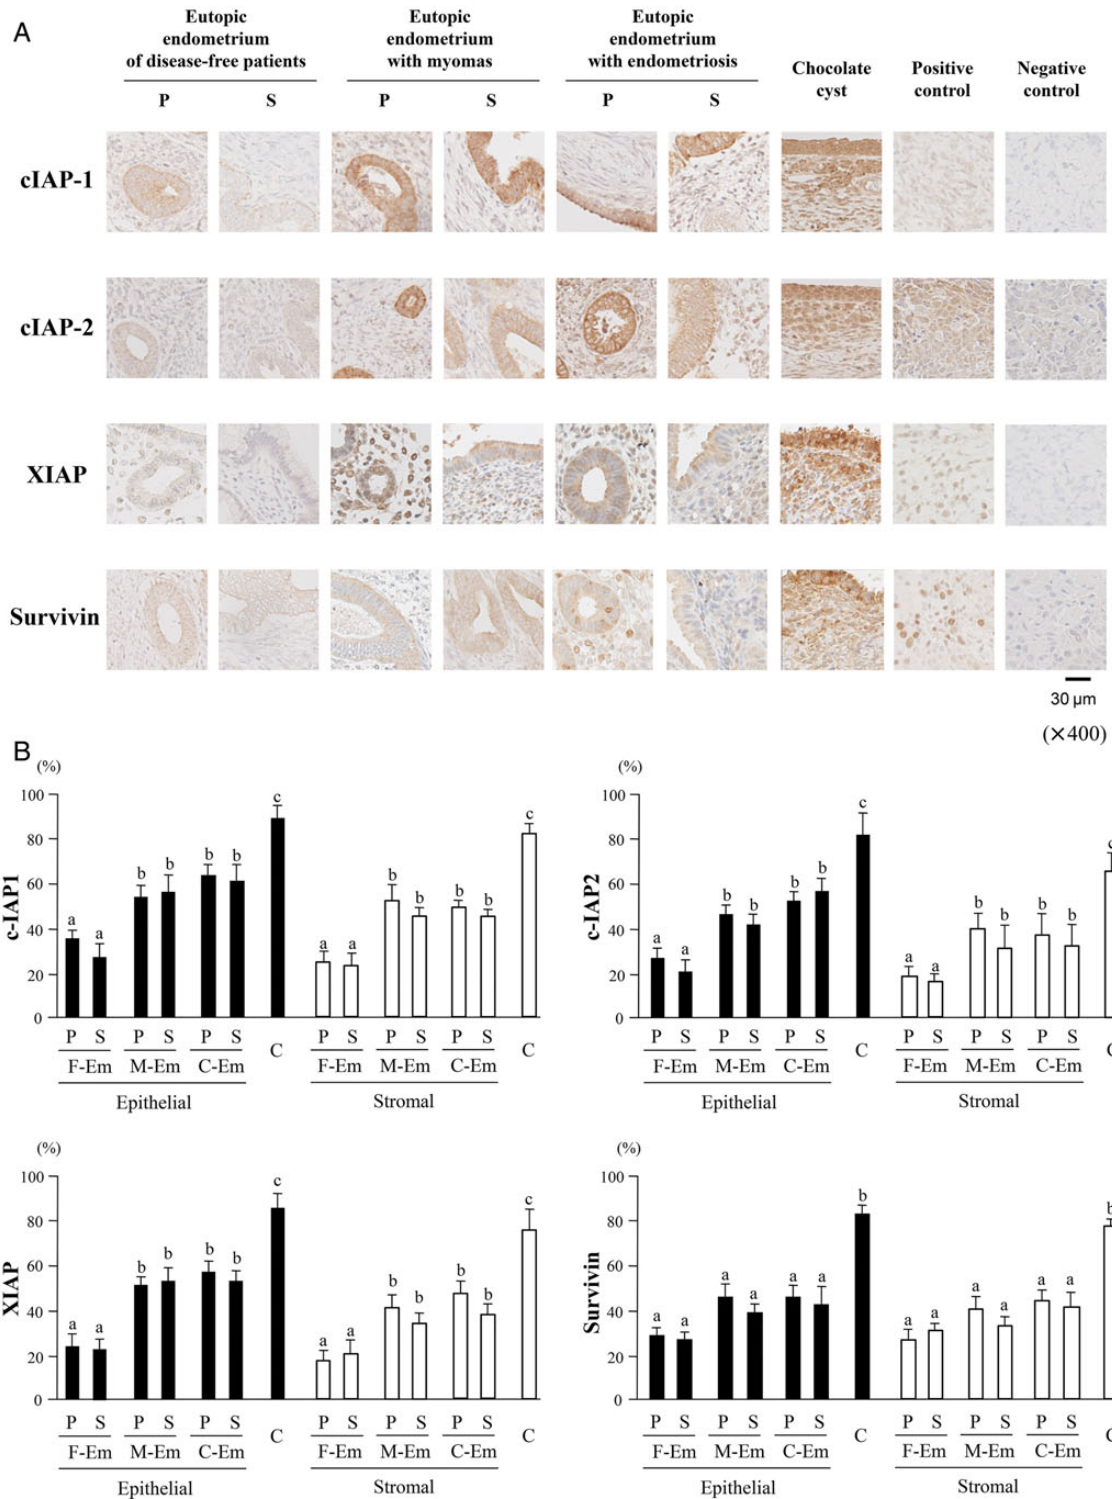 A
Eutopic
endometrium
of disease-free patients
Eutopic
endometrium
with myomas
Eutopic
endometrium
with endometriosis
Chocolate
cyst
Positive
control
Negative
control
P S P S P S
cIAP-1
cIAP-2
XIAP
Survivin
30 μm
(×400)
B
(%)
c-IAP1
100
80
60
40
20
0
a a b b b b c a a b b b b c
P S P S P S C P S P S P S C
F-Em M-Em C-Em F-Em M-Em C-Em
Epithelial Stromal
(%)
c-IAP2
100
80
60
40
20
0
a a b b b b c a a b b b b c
P S P S P S C P S P S P S
F-Em M-Em C-Em F-Em M-Em C-Em
Epithelial Stromal
(%)
XIAP
100
80
60
40
20
0
a a b b b b c a a b b b b c
P S P S P S C P S P S P S C
F-Em M-Em C-Em F-Em M-Em C-Em
Epithelial Stromal
(%)
Survivin
100
80
60
40
20
0
a a a a a a b a a a a a a b
P S P S P S C P S P S P S
F-Em M-Em C-Em F-Em M-Em C-Em
Epithelial Stromal